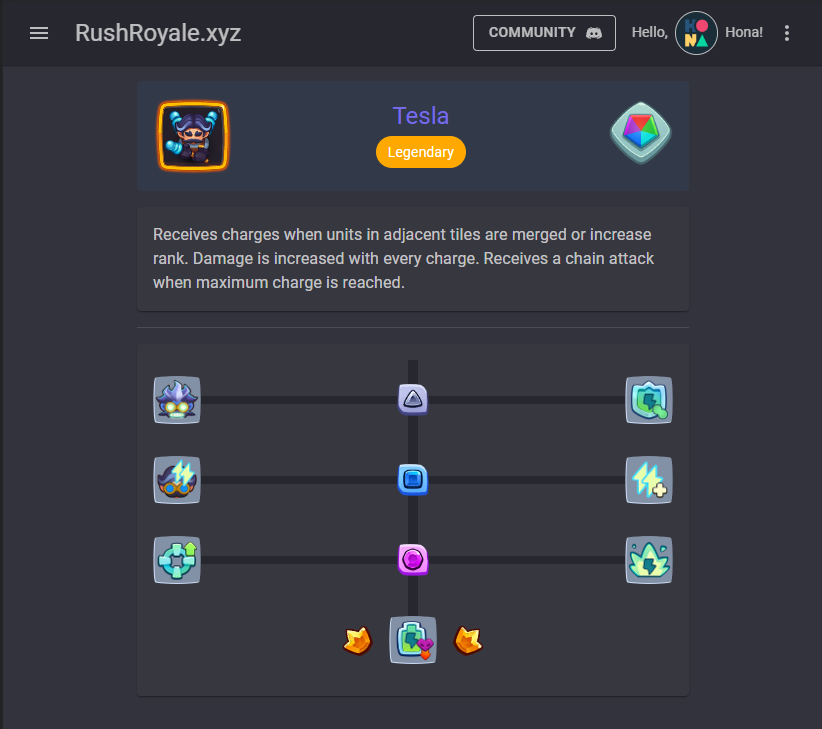 RushRoyale.xyz
COMMUNITY
Hello,
HONA
Hona!
Tesla
Legendary
Receives charges when units in adjacent tiles are merged or increase
rank. Damage is increased with every charge. Receives a chain attack
when maximum charge is reached.